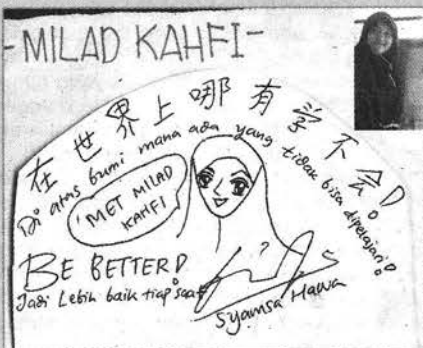 -MILAD KAHFI-
在世界上哪有学不会!
Di atas bumi mana ada yang tidak bisa dipelajari!
MET MILAD
KAHFI
BE BETTER!
Jadi Lebih baik tiap saat
Syamsa Hawa